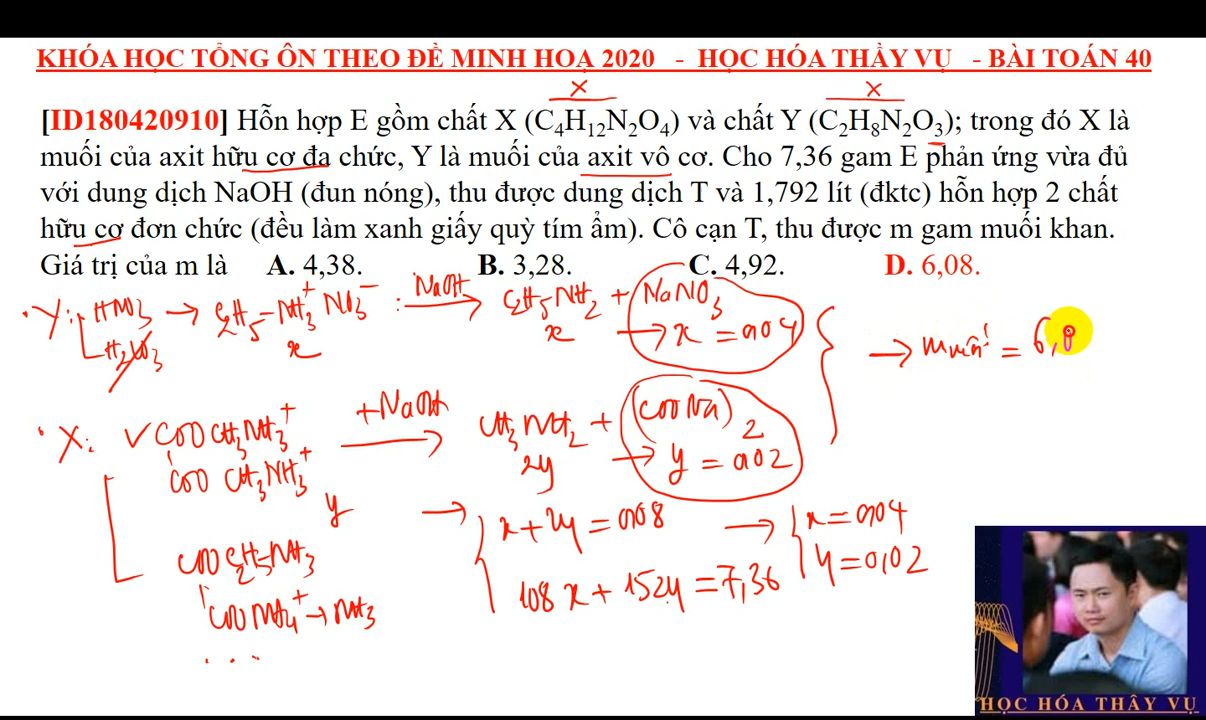 KHÓA HỌC TỔNG ÔN THEO ĐỀ MINH HOẠ 2020 - HỌC HÓA THẦY VỤ - BÀI TOÁN 40
X X
[ID180420910] Hỗn hợp E gồm chất X (C₄H₁₂N₂O₄) và chất Y (C₂H₈N₂O₃); trong đó X là
muối của axit hữu cơ đa chức, Y là muối của axit vô cơ. Cho 7,36 gam E phản ứng vừa đủ
với dung dịch NaOH (đun nóng), thu được dung dịch T và 1,792 lít (đktc) hỗn hợp 2 chất
hữu cơ đơn chức (đều làm xanh giấy quỳ tím ẩm). Cô cạn T, thu được m gam muối khan.
Giá trị của m là A. 4,38. B. 3,28. C. 4,92. D. 6,08.
Y: HNO₃ → C₂H₅-NH₃⁺ NO₃⁻ NaOH → C₂H₅NH₂ + NaNO₃
x x → x = 0,04
→ m muối = 6,
X: ✓ COOCH₃NH₃⁺ +NaOH → CH₃NH₂ + (COONa)₂
COO CH₃NH₃⁺ 2y → y = 0,02
y → x + 2y = 0,08 → x = 0,04
COOC₂H₅NH₃ 108x + 152y = 7,36 y = 0,02
COONH₄⁺ → NH₃
...
HỌC HÓA THẦY VỤ